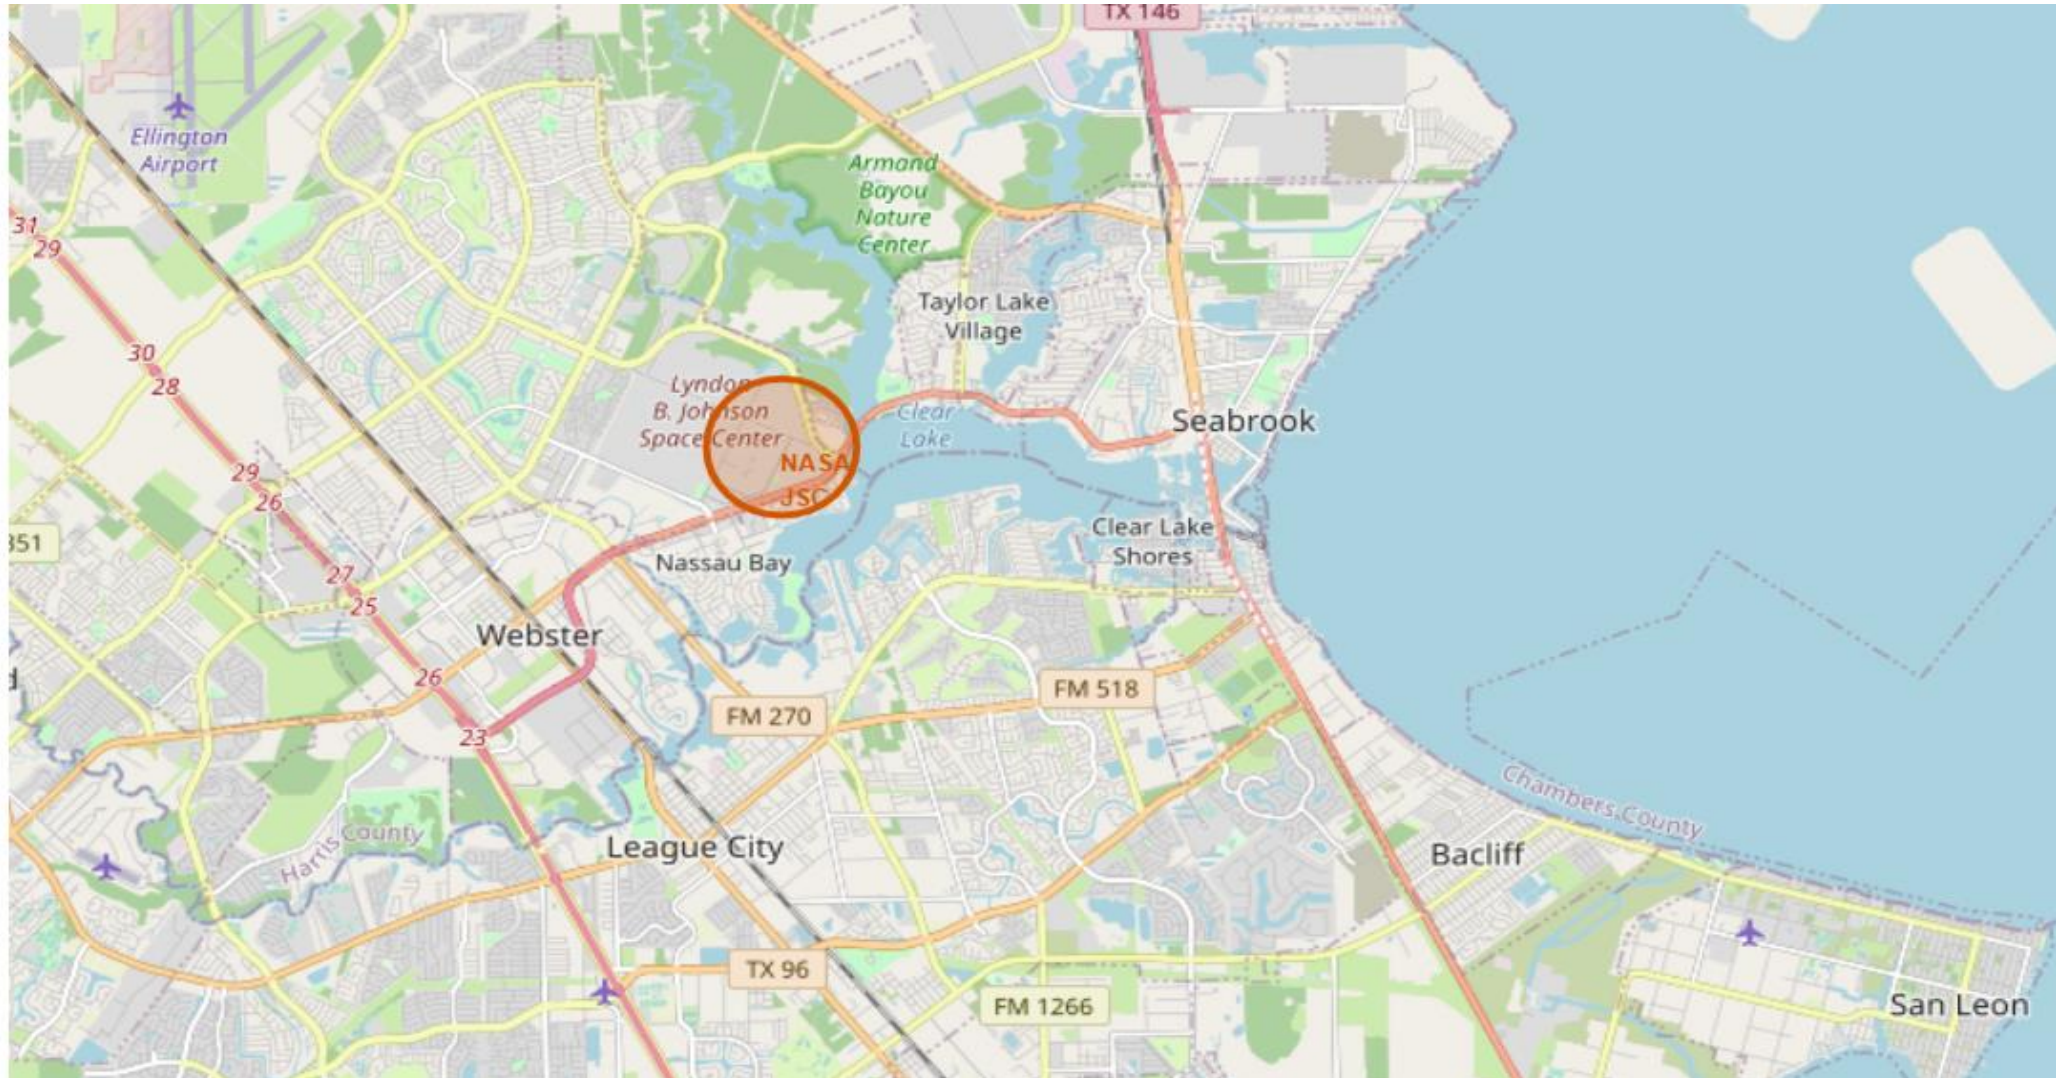 TX 146
Ellington
Airport
Armand
Bayou
Nature
Center
31
29
Taylor Lake
Village
30
28
Lyndon
B. Johnson
Space Center
Clear
Lake
Seabrook
NASA
JSC
29
26
351
Clear Lake
Shores
Nassau Bay
27
25
Webster
26
FM 518
FM 270
23
Chambers County
Harris County
League City
Bacliff
TX 96
FM 1266
San Leon